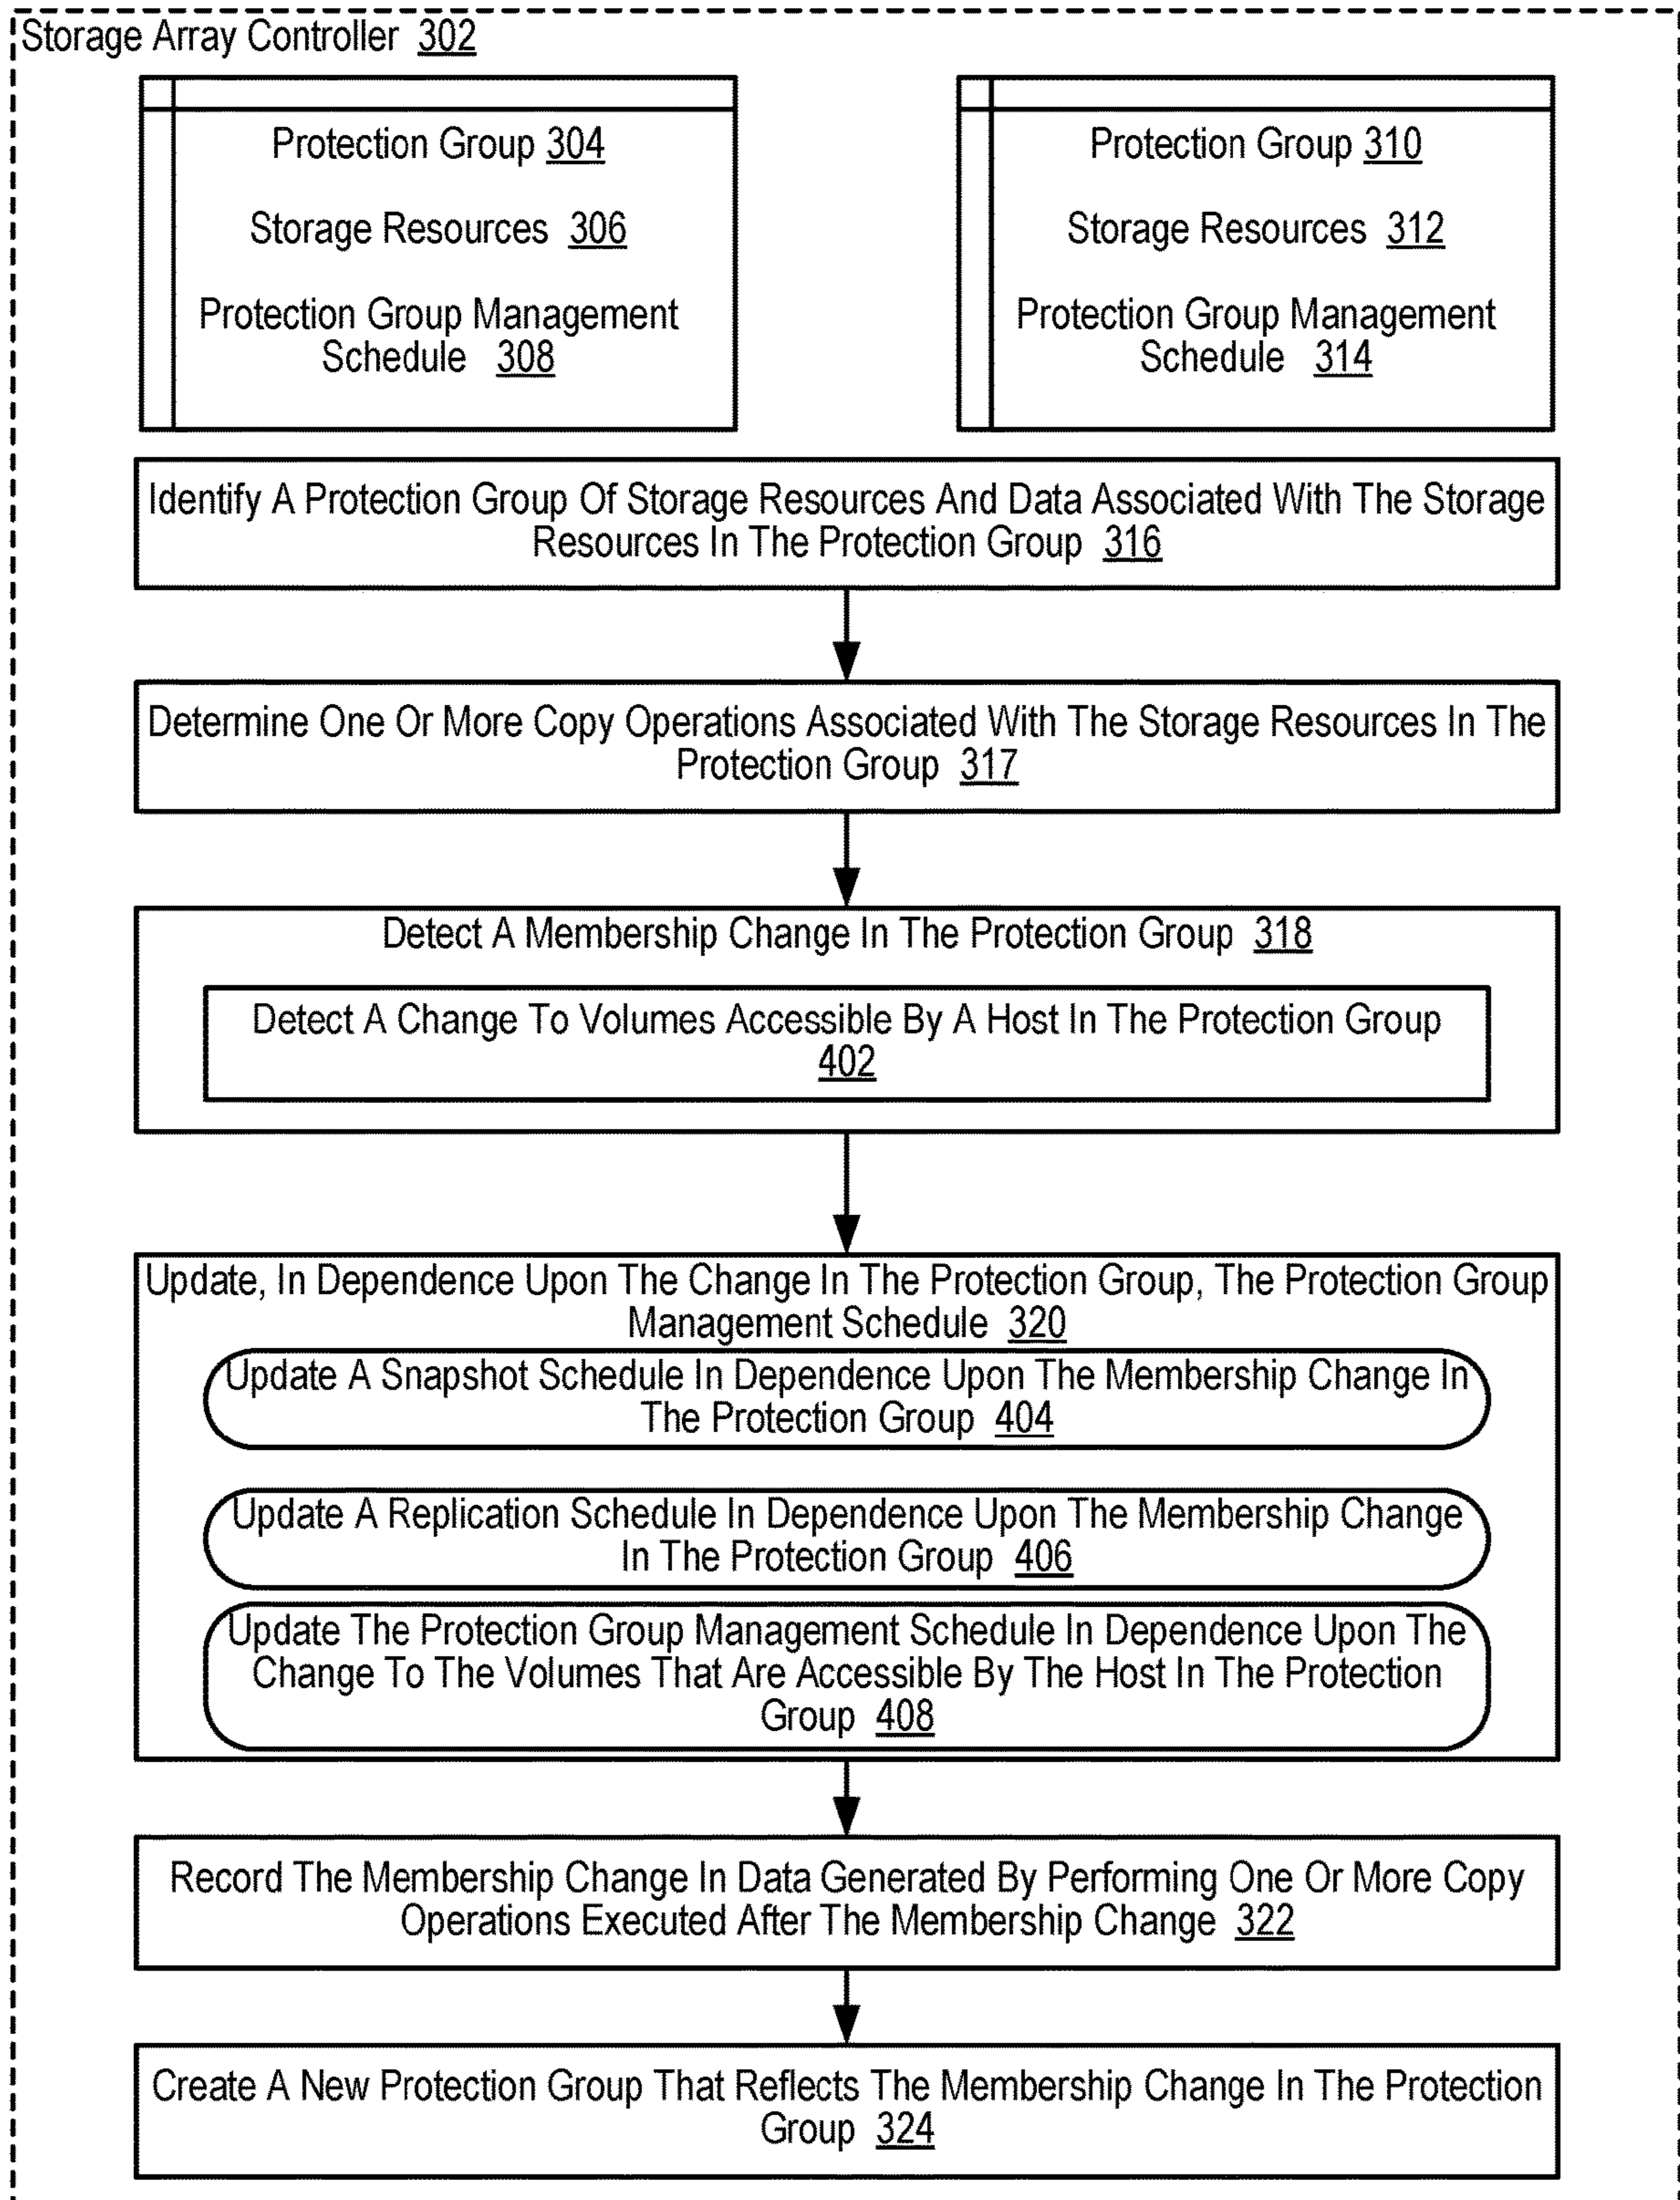 Storage Array Controller 302
Protection Group 304
Storage Resources 306
Protection Group Management
Schedule 308
Protection Group 310
Storage Resources 312
Protection Group Management
Schedule 314
Identify A Protection Group Of Storage Resources And Data Associated With The Storage
Resources In The Protection Group 316
Determine One Or More Copy Operations Associated With The Storage Resources In The
Protection Group 317
Detect A Membership Change In The Protection Group 318
Detect A Change To Volumes Accessible By A Host In The Protection Group
402
Update, In Dependence Upon The Change In The Protection Group, The Protection Group
Management Schedule 320
Update A Snapshot Schedule In Dependence Upon The Membership Change In
The Protection Group 404
Update A Replication Schedule In Dependence Upon The Membership Change
In The Protection Group 406
Update The Protection Group Management Schedule In Dependence Upon The
Change To The Volumes That Are Accessible By The Host In The Protection
Group 408
Record The Membership Change In Data Generated By Performing One Or More Copy
Operations Executed After The Membership Change 322
Create A New Protection Group That Reflects The Membership Change In The Protection
Group 324